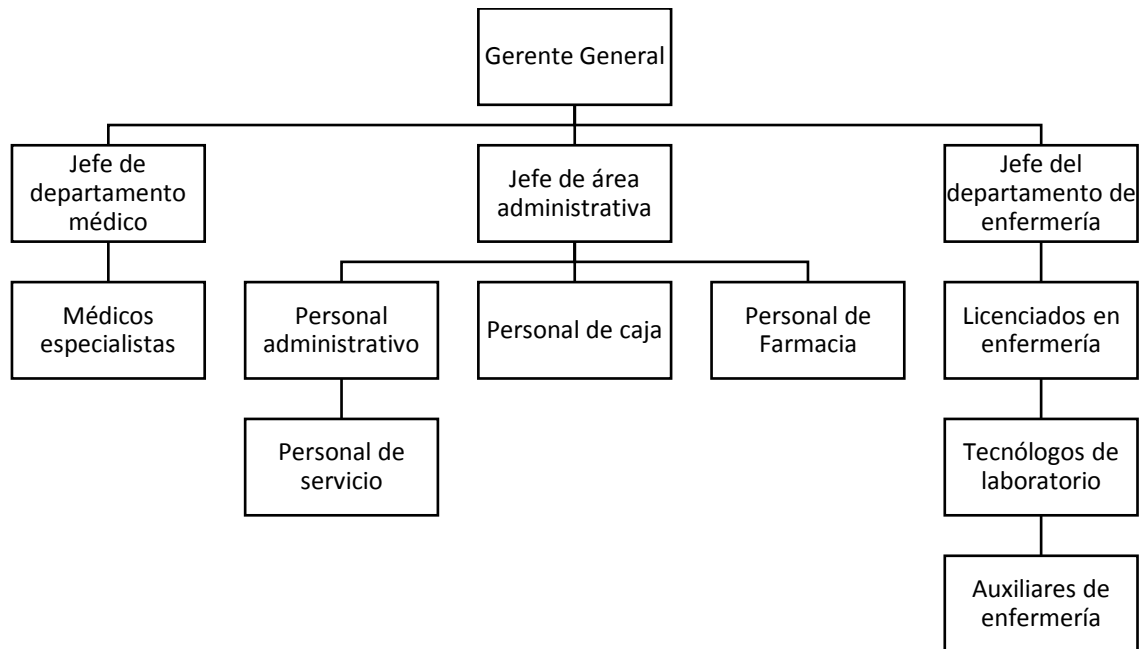 Gerente General
Jefe de
departamento
médico
Jefe de área
administrativa
Jefe del
departamento de
enfermería
Médicos
especialistas
Personal
administrativo
Personal de caja
Personal de
Farmacia
Licenciados en
enfermería
Personal de
servicio
Tecnólogos de
laboratorio
Auxiliares de
enfermería